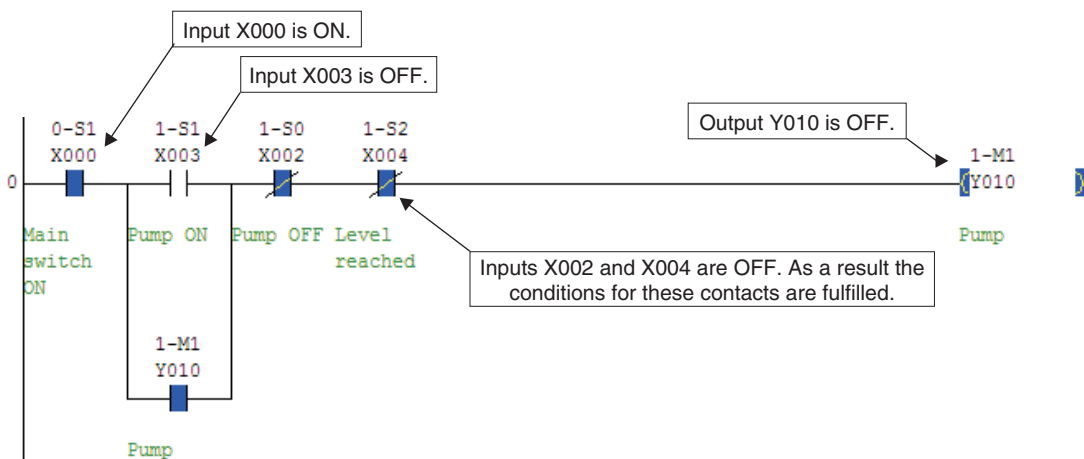 Input X000 is ON.
Input X003 is OFF.
Output Y010 is OFF.
0-S1 1-S1 1-S0 1-S2 1-M1
X000 X003 X002 X004 Y010
0
Main Pump ON Pump OFF Level Pump
switch reached
ON
Inputs X002 and X004 are OFF. As a result the
conditions for these contacts are fulfilled.
1-M1
Y010
Pump